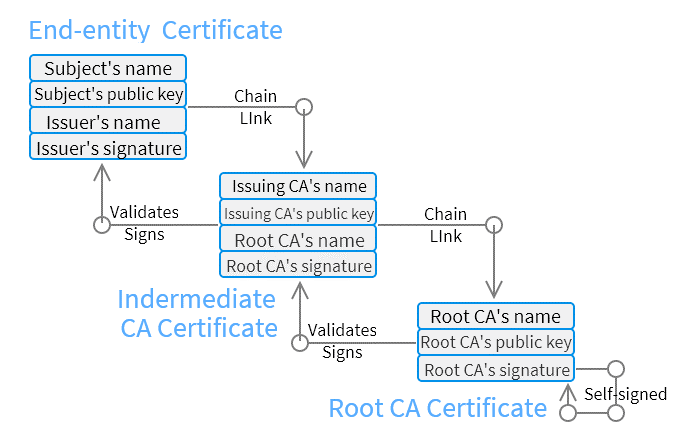 End-entity Certificate
Subject's name
Subject's public key
Issuer's name
Issuer's signature
Chain
LInk
Validates
Signs
Issuing CA's name
Issuing CA's public key
Root CA's name
Root CA's signature
Chain
LInk
Indermediate
CA Certificate
Validates
Signs
Root CA's name
Root CA's public key
Root CA's signature
Self-signed
Root CA Certificate